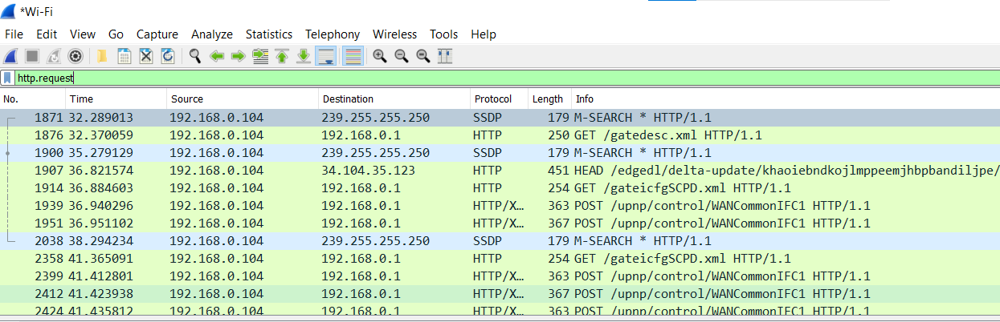 *Wi-Fi
File Edit View Go Capture Analyze Statistics Telephony Wireless Tools Help
http.request
No. Time Source Destination Protocol Length Info
1871 32.289013 192.168.0.104 239.255.255.250 SSDP 179 M-SEARCH * HTTP/1.1
1876 32.370059 192.168.0.104 192.168.0.1 HTTP 250 GET /gatedesc.xml HTTP/1.1
1900 35.279129 192.168.0.104 239.255.255.250 SSDP 179 M-SEARCH * HTTP/1.1
1907 36.821574 192.168.0.104 34.104.35.123 HTTP 451 HEAD /edgedl/delta-update/khaoiebndkojlmppeemjhbpbandiljpe/
1914 36.884603 192.168.0.104 192.168.0.1 HTTP 254 GET /gateicfgSCPD.xml HTTP/1.1
1939 36.940296 192.168.0.104 192.168.0.1 HTTP/X… 363 POST /upnp/control/WANCommonIFC1 HTTP/1.1
1951 36.951102 192.168.0.104 192.168.0.1 HTTP/X… 367 POST /upnp/control/WANCommonIFC1 HTTP/1.1
2038 38.294234 192.168.0.104 239.255.255.250 SSDP 179 M-SEARCH * HTTP/1.1
2358 41.365091 192.168.0.104 192.168.0.1 HTTP 254 GET /gateicfgSCPD.xml HTTP/1.1
2399 41.412801 192.168.0.104 192.168.0.1 HTTP/X… 363 POST /upnp/control/WANCommonIFC1 HTTP/1.1
2412 41.423938 192.168.0.104 192.168.0.1 HTTP/X… 367 POST /upnp/control/WANCommonIFC1 HTTP/1.1
2424 41.435812 192.168.0.104 192.168.0.1 HTTP/X… 363 POST /upnp/control/WANCommonIFC1 HTTP/1.1